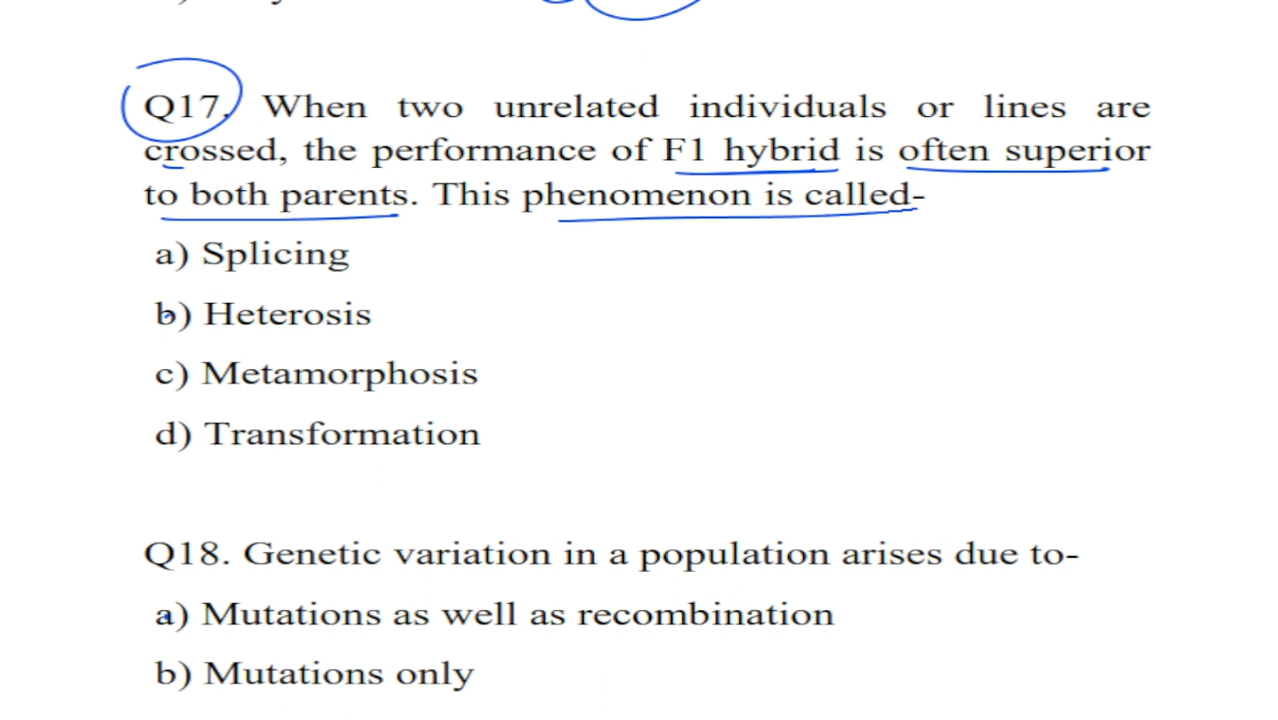 Q17. When two unrelated individuals or lines are
crossed, the performance of F1 hybrid is often superior
to both parents. This phenomenon is called-
a) Splicing
b) Heterosis
c) Metamorphosis
d) Transformation
Q18. Genetic variation in a population arises due to-
a) Mutations as well as recombination
b) Mutations only